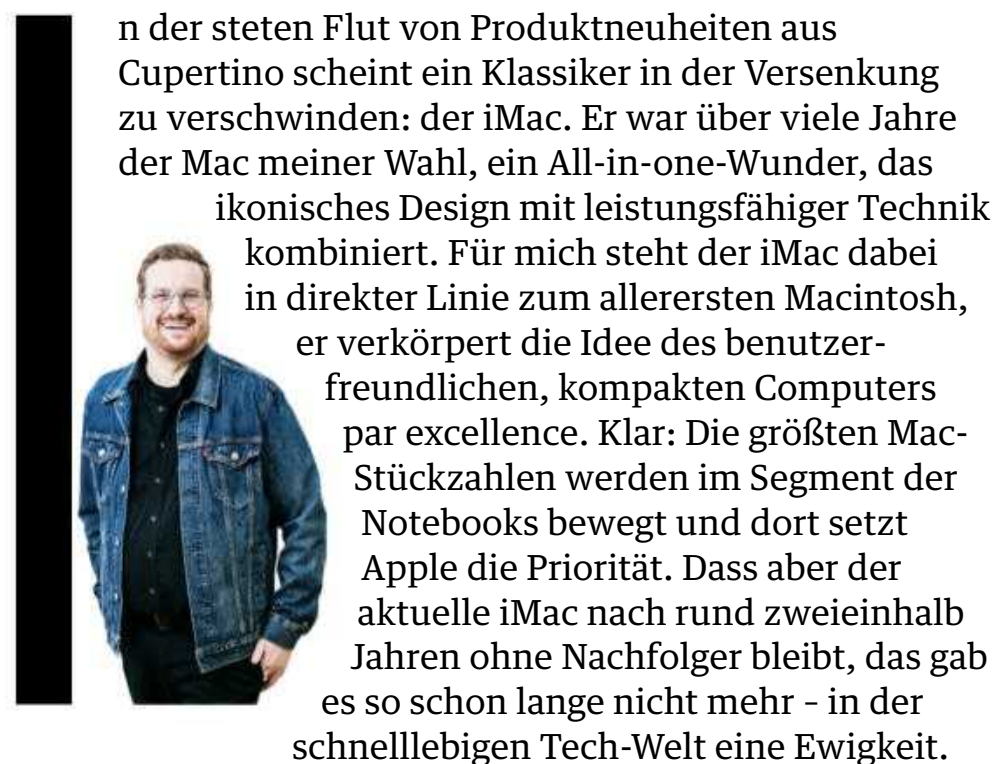 In der steten Flut von Produktneuheiten aus
Cupertino scheint ein Klassiker in der Versenkung
zu verschwinden: der iMac. Er war über viele Jahre
der Mac meiner Wahl, ein All-in-one-Wunder, das
ikonisches Design mit leistungsfähiger Technik
kombiniert. Für mich steht der iMac dabei
in direkter Linie zum allerersten Macintosh,
er verkörpert die Idee des benutzer-
freundlichen, kompakten Computers
par excellence. Klar: Die größten Mac-
Stückzahlen werden im Segment der
Notebooks bewegt und dort setzt
Apple die Priorität. Dass aber der
aktuelle iMac nach rund zweieinhalb
Jahren ohne Nachfolger bleibt, das gab
es so schon lange nicht mehr – in der
schnelllebigen Tech-Welt eine Ewigkeit.